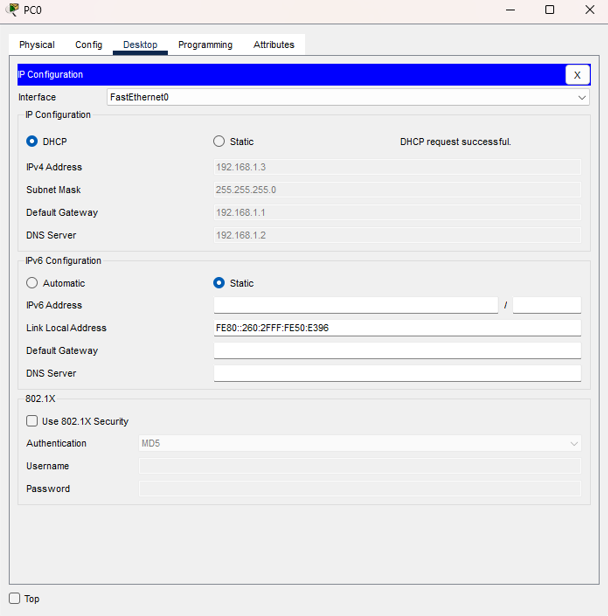 PC0
Physical Config Desktop Programming Attributes
IP Configuration X
Interface FastEthernet0
IP Configuration
DHCP Static DHCP request successful.
IPv4 Address 192.168.1.3
Subnet Mask 255.255.255.0
Default Gateway 192.168.1.1
DNS Server 192.168.1.2
IPv6 Configuration
Automatic Static
IPv6 Address /
Link Local Address FE80::260:2FFF:FE50:E396
Default Gateway
DNS Server
802.1X
Use 802.1X Security
Authentication MD5
Username
Password
Top